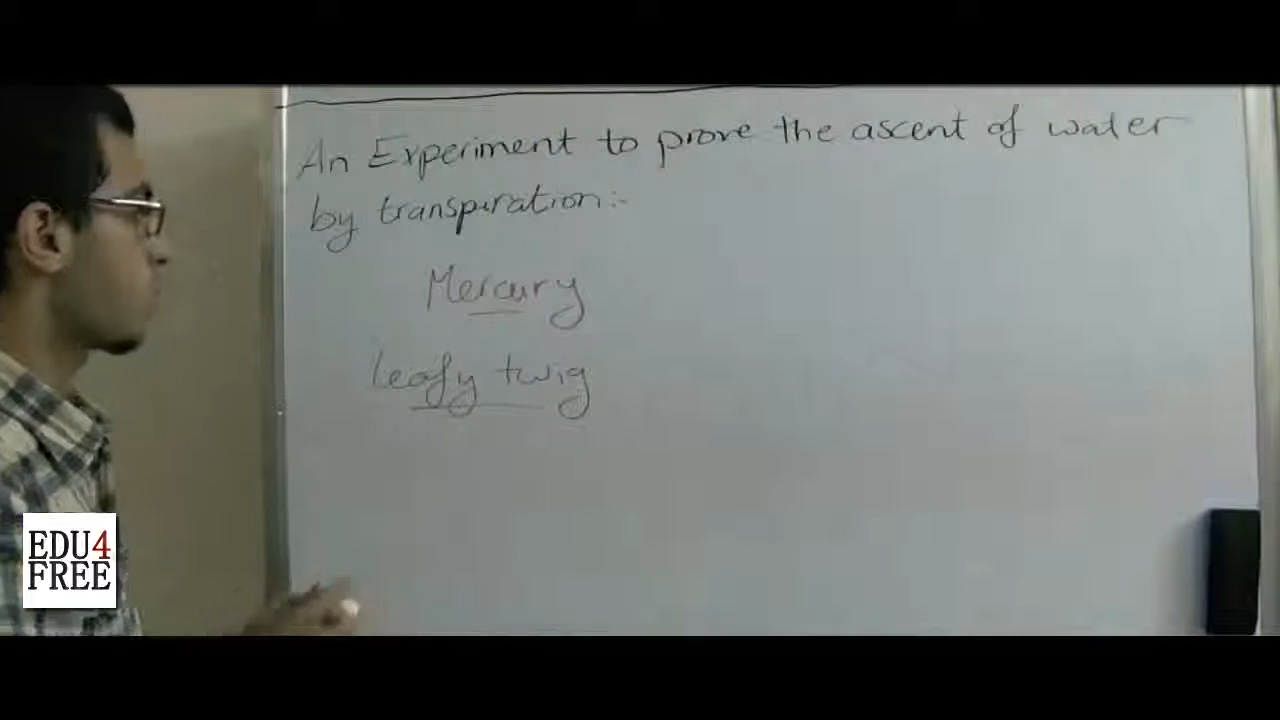 An Experiment to prove the ascent of water
by transpiration:-
Mercury
leafy twig
EDU4
FREE